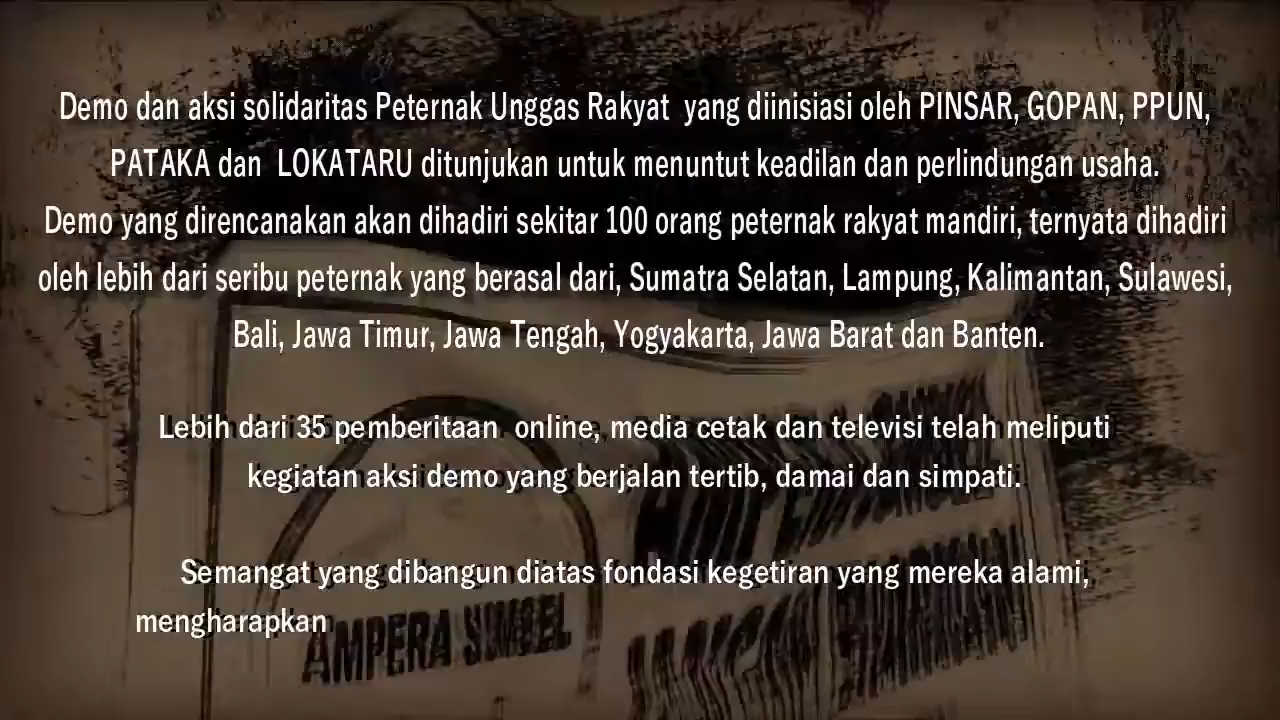 Demo dan aksi solidaritas Peternak Unggas Rakyat yang diinisiasi oleh PINSAR, GOPAN, PPUN,
PATAKA dan LOKATARU ditunjukan untuk menuntut keadilan dan perlindungan usaha.
Demo yang direncanakan akan dihadiri sekitar 100 orang peternak rakyat mandiri, ternyata dihadiri
oleh lebih dari seribu peternak yang berasal dari, Sumatra Selatan, Lampung, Kalimantan, Sulawesi,
Bali, Jawa Timur, Jawa Tengah, Yogyakarta, Jawa Barat dan Banten.
Lebih dari 35 pemberitaan online, media cetak dan televisi telah meliputi
kegiatan aksi demo yang berjalan tertib, damai dan simpati.
Semangat yang dibangun diatas fondasi kegetiran yang mereka alami,
mengharapkan
AMPERA SUMSEL